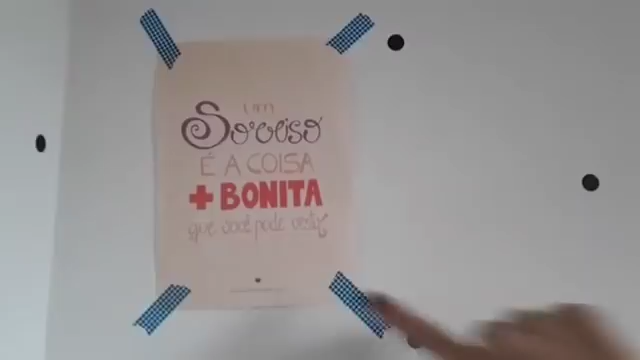 um
Sorriso
É A COISA
+ BONITA
que você pode vestir